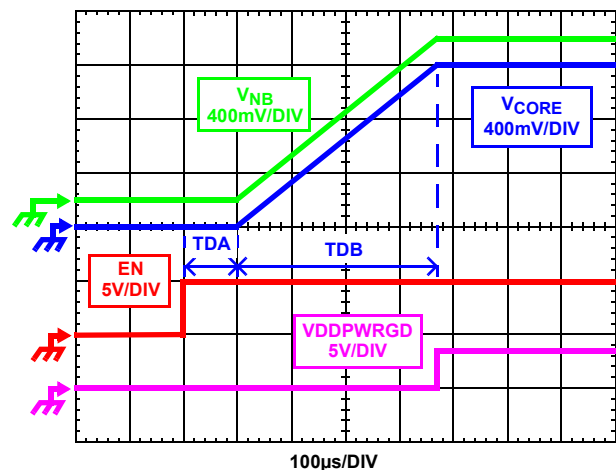 VNB
400mV/DIV
VCORE
400mV/DIV
TDA
TDB
EN
5V/DIV
VDDPWRGD
5V/DIV
100µs/DIV